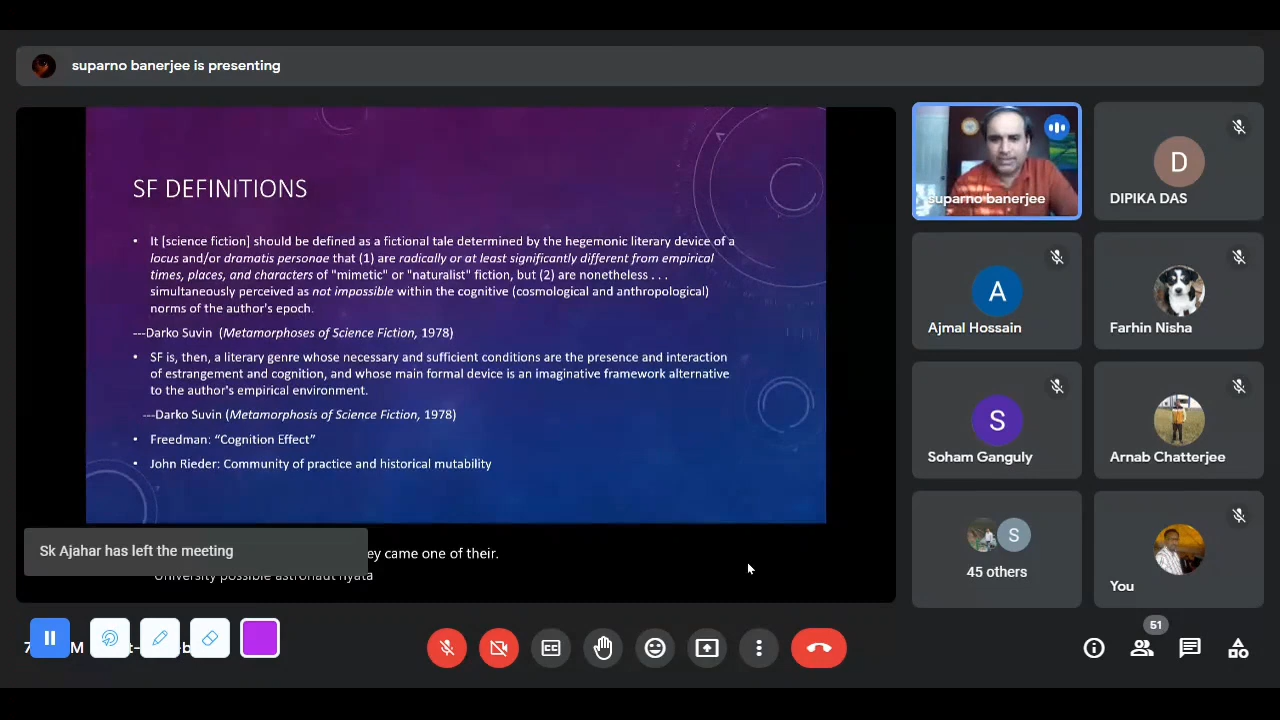 suparno banerjee is presenting
SF DEFINITIONS
• It [science fiction] should be defined as a fictional tale determined by the hegemonic literary device of a
locus and/or dramatis personae that (1) are radically or at least significantly different from empirical
times, places, and characters of "mimetic" or "naturalist" fiction, but (2) are nonetheless . . .
simultaneously perceived as not impossible within the cognitive (cosmological and anthropological)
norms of the author's epoch.
---Darko Suvin (Metamorphoses of Science Fiction, 1978)
• SF is, then, a literary genre whose necessary and sufficient conditions are the presence and interaction
of estrangement and cognition, and whose main formal device is an imaginative framework alternative
to the author's empirical environment.
---Darko Suvin (Metamorphosis of Science Fiction, 1978)
• Freedman: "Cognition Effect"
• John Rieder: Community of practice and historical mutability
Sk Ajahar has left the meeting
came one of their.
University possible astronaut
suparno banerjee
D
DIPIKA DAS
A
Ajmal Hossain
Farhin Nisha
S
Soham Ganguly
Arnab Chatterjee
S
45 others
You
M
CC
51